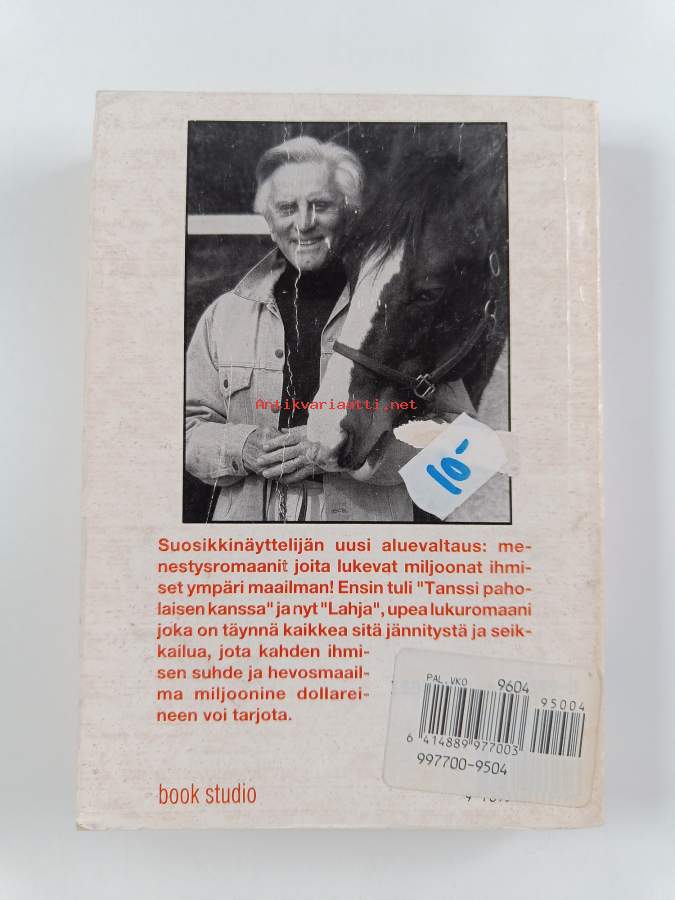 Antikvariaatti.net
10-
Suosikkinäyttelijän uusi aluevaltaus: me-
nestysromaanit joita lukevat miljoonat ihmi-
set ympäri maailman! Ensin tuli "Tanssi paho-
laisen kanssa" ja nyt "Lahja", upea lukuromaani
joka on täynnä kaikkea sitä jännitystä ja seik-
kailua, jota kahden ihmi-
sen suhde ja hevosmaail-
ma miljoonine dollarei-
neen voi tarjota.
PAL.VKO 9604
95004
6 414889 977003
997700-9504
book studio